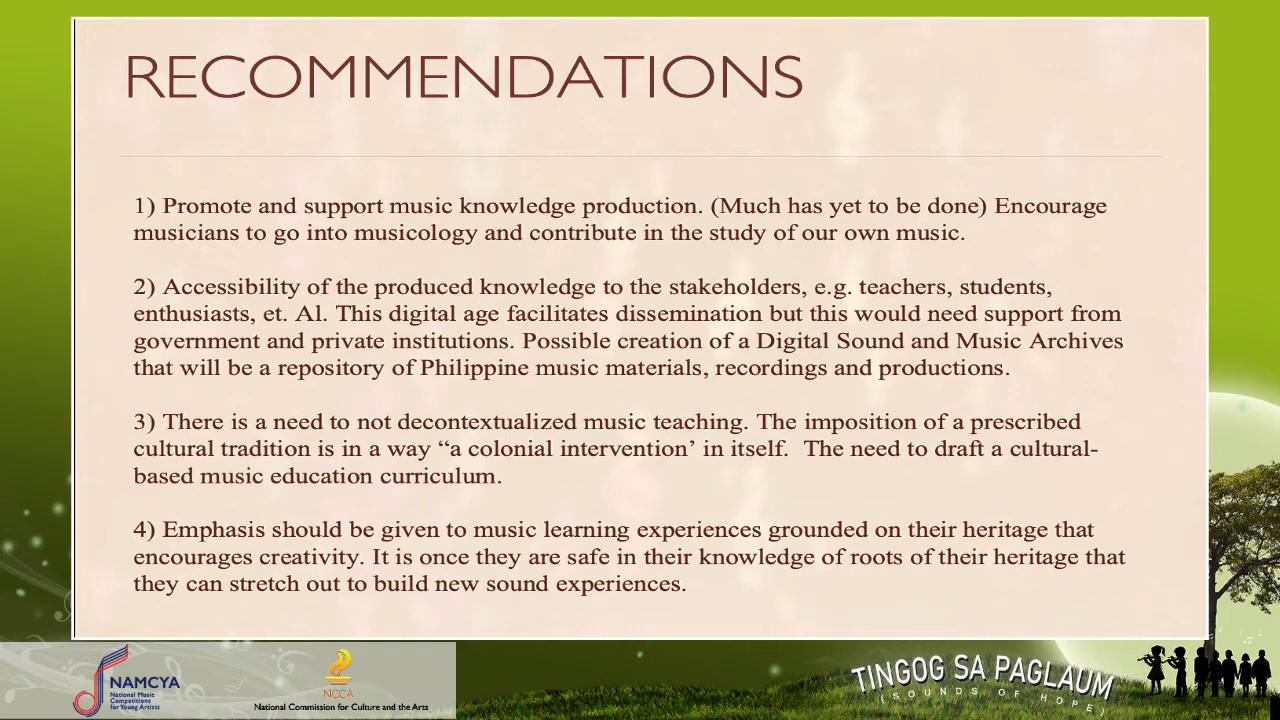 RECOMMENDATIONS
1) Promote and support music knowledge production. (Much has yet to be done) Encourage
musicians to go into musicology and contribute in the study of our own music.
2) Accessibility of the produced knowledge to the stakeholders, e.g. teachers, students,
enthusiasts, et. Al. This digital age facilitates dissemination but this would need support from
government and private institutions. Possible creation of a Digital Sound and Music Archives
that will be a repository of Philippine music materials, recordings and productions.
3) There is a need to not decontextualized music teaching. The imposition of a prescribed
cultural tradition is in a way “a colonial intervention’ in itself.  The need to draft a cultural-
based music education curriculum.
4) Emphasis should be given to music learning experiences grounded on their heritage that
encourages creativity. It is once they are safe in their knowledge of roots of their heritage that
they can stretch out to build new sound experiences.
NAMCYA
National Music
Competitions
for Young Artists
NCCA
National Commission for Culture and the Arts
TINGOG SA PAGLAUM
(SOUNDS OF HOPE)